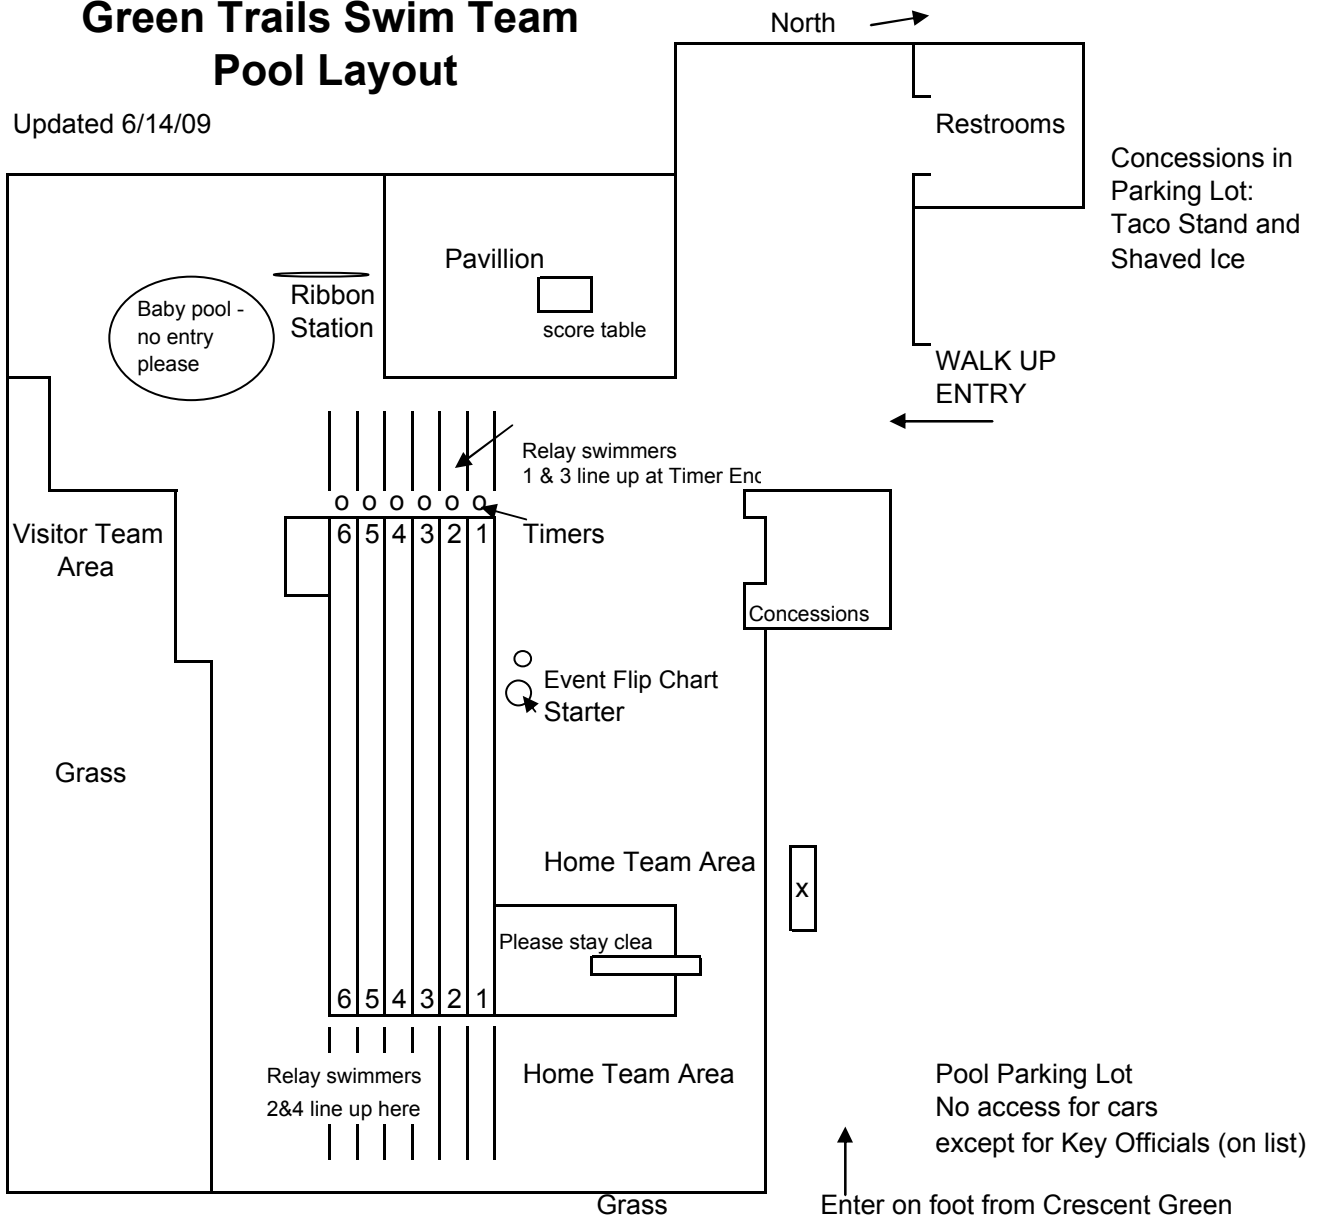 Green Trails Swim Team
Pool Layout
North
Updated 6/14/09
Restrooms
Concessions in
Parking Lot:
Taco Stand and
Shaved Ice
Pavillion
score table
Ribbon
Station
Baby pool -
no entry
please
WALK UP
ENTRY
Relay swimmers
1 & 3 line up at Timer End
o o o o o o
6 5 4 3 2 1
Timers
Visitor Team
Area
Concessions
Event Flip Chart
Starter
Grass
Home Team Area
x
Please stay clea
6 5 4 3 2 1
Relay swimmers
2&4 line up here
Home Team Area
Pool Parking Lot
No access for cars
except for Key Officials (on list)
Grass
Enter on foot from Crescent Green